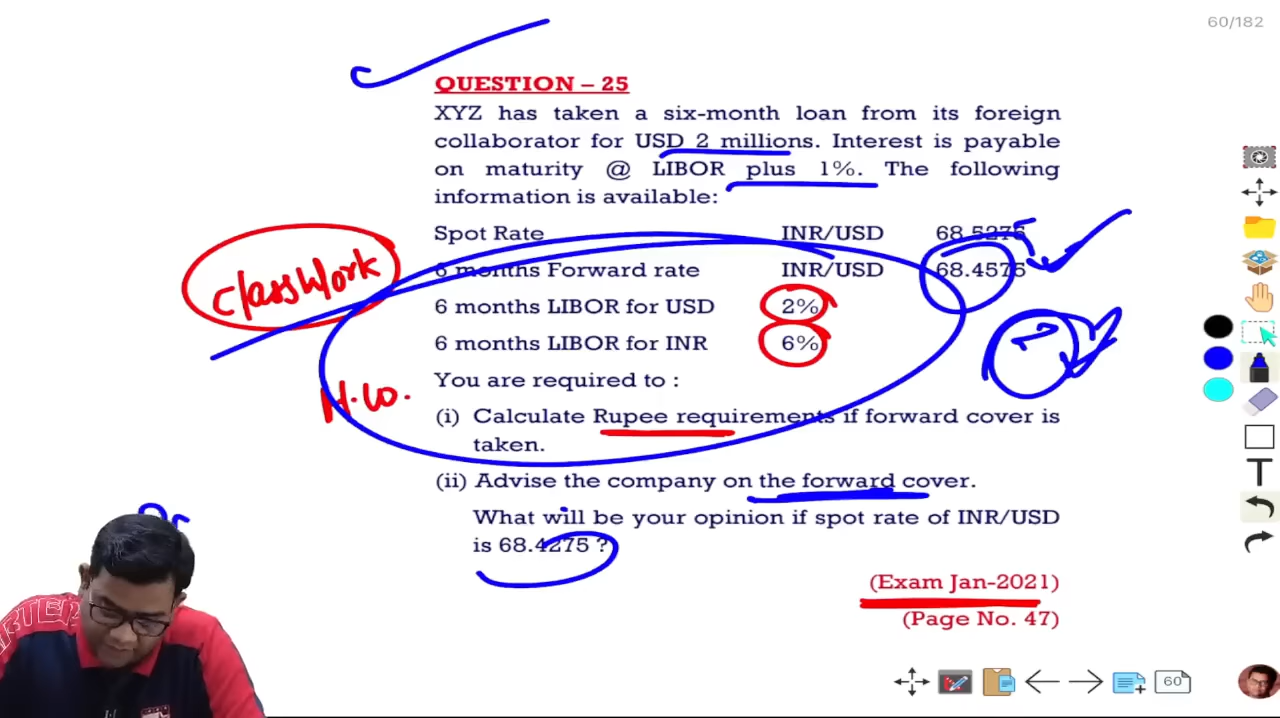 60/182
QUESTION – 25
XYZ has taken a six-month loan from its foreign
collaborator for USD 2 millions. Interest is payable
on maturity @ LIBOR plus 1%. The following
information is available:
Spot Rate INR/USD 68.5275
6 months Forward rate INR/USD 68.4575
6 months LIBOR for USD 2%
6 months LIBOR for INR 6%
You are required to :
(i) Calculate Rupee requirements if forward cover is
taken.
(ii) Advise the company on the forward cover.
What will be your opinion if spot rate of INR/USD
is 68.4275 ?
(Exam Jan-2021)
(Page No. 47)
classWork
H.W.
T
60